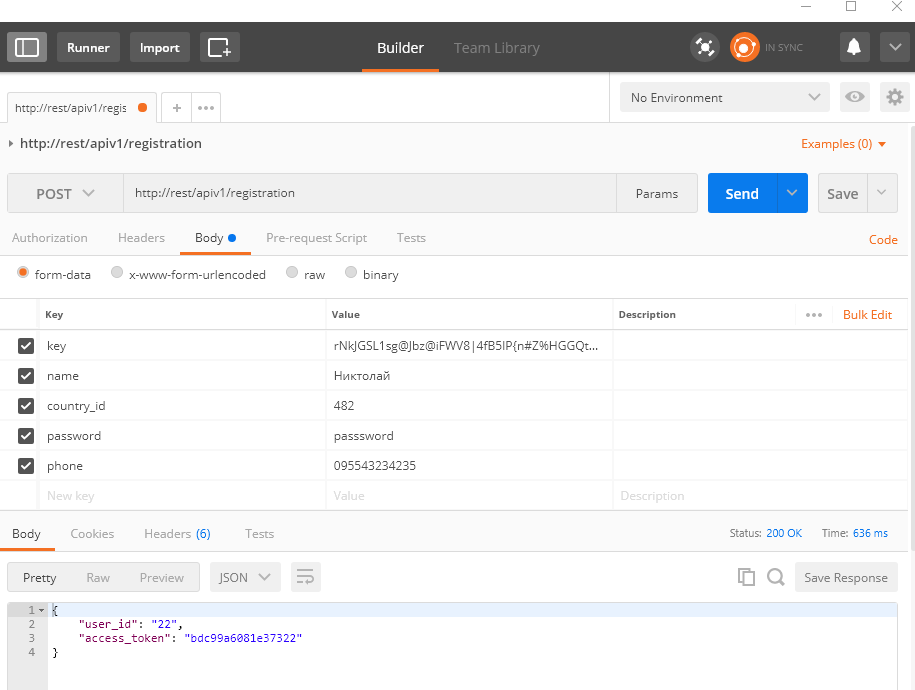 Runner Import Builder Team Library IN SYNC
http://rest/apiv1/regis + ••• No Environment
http://rest/apiv1/registration Examples (0)
POST http://rest/apiv1/registration Params Send Save
Authorization Headers Body Pre-request Script Tests Code
form-data x-www-form-urlencoded raw binary
Key Value Description ••• Bulk Edit
key rNkJGSL1sg@Jbz@iFWV8|4fB5IP{n#Z%HGGQt...
name Никтолай
country_id 482
password passsword
phone 095543234235
New key Value Description
Body Cookies Headers (6) Tests Status: 200 OK Time: 636 ms
Pretty Raw Preview JSON Save Response
1 {
2 "user_id": "22",
3 "access_token": "bdc99a6081e37322"
4 }